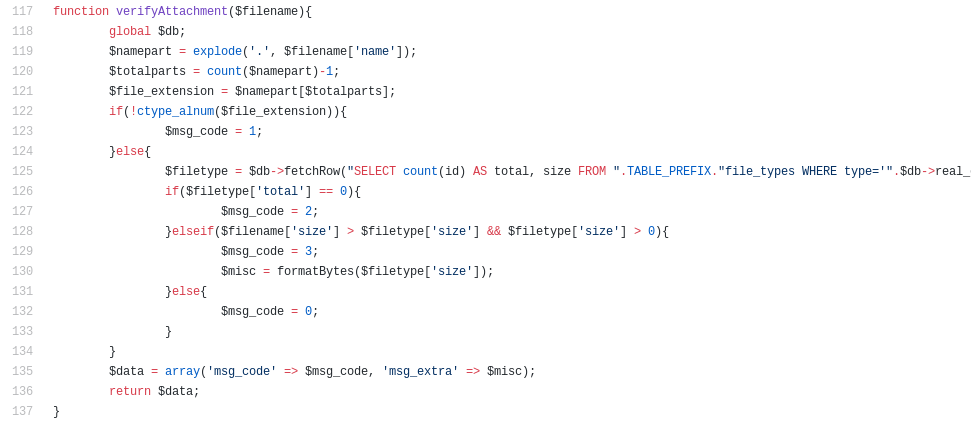 117 function verifyAttachment($filename){
118 global $db;
119 $namepart = explode('.', $filename['name']);
120 $totalparts = count($namepart)-1;
121 $file_extension = $namepart[$totalparts];
122 if(!ctype_alnum($file_extension)){
123 $msg_code = 1;
124 }else{
125 $filetype = $db->fetchRow("SELECT count(id) AS total, size FROM ".TABLE_PREFIX."file_types WHERE type='".$db->real_
126 if($filetype['total'] == 0){
127 $msg_code = 2;
128 }elseif($filename['size'] > $filetype['size'] && $filetype['size'] > 0){
129 $msg_code = 3;
130 $misc = formatBytes($filetype['size']);
131 }else{
132 $msg_code = 0;
133 }
134 }
135 $data = array('msg_code' => $msg_code, 'msg_extra' => $misc);
136 return $data;
137 }